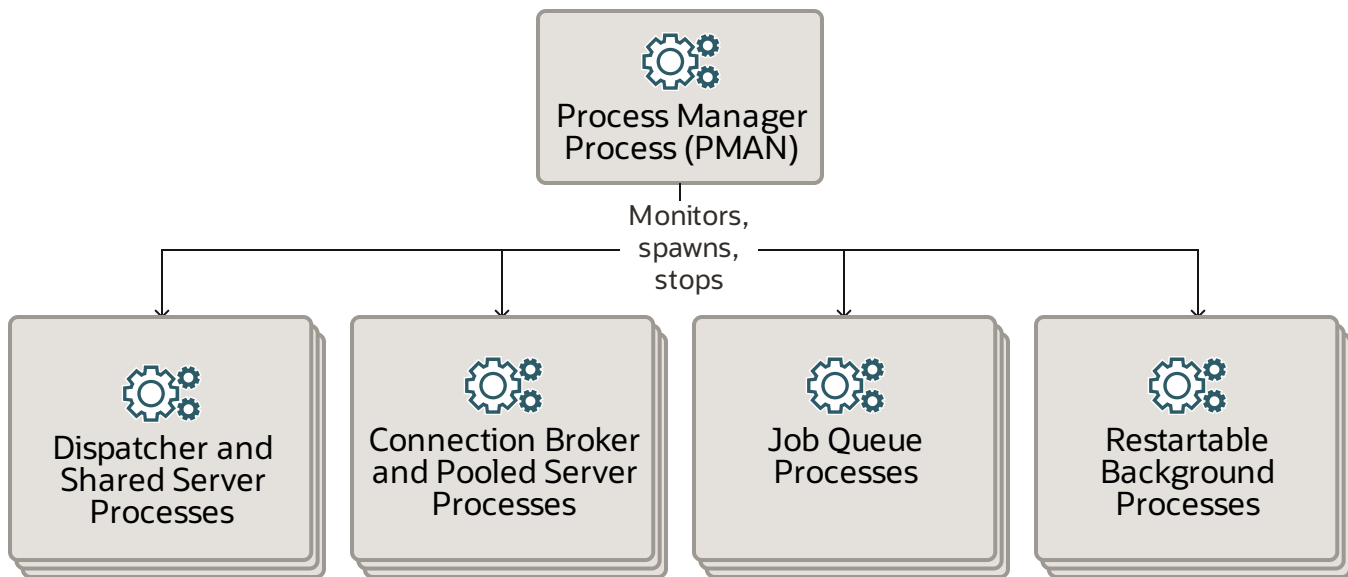 Process Manager
Process (PMAN)
Monitors,
spawns,
stops
Dispatcher and
Shared Server
Processes
Connection Broker
and Pooled Server
Processes
Job Queue
Processes
Restartable
Background
Processes